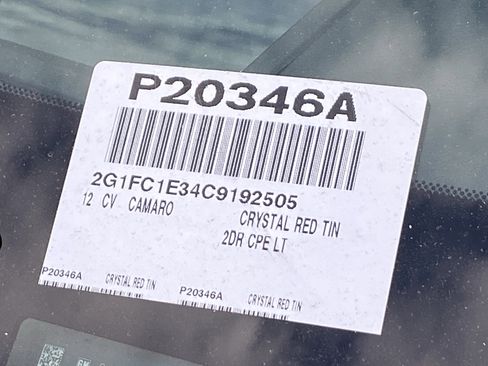 P20346A
2G1FC1E34C9192505
12 CV CAMARO CRYSTAL RED TIN
2DR CPE LT
P20346A CRYSTAL RED TIN P20346A CRYSTAL RED TIN